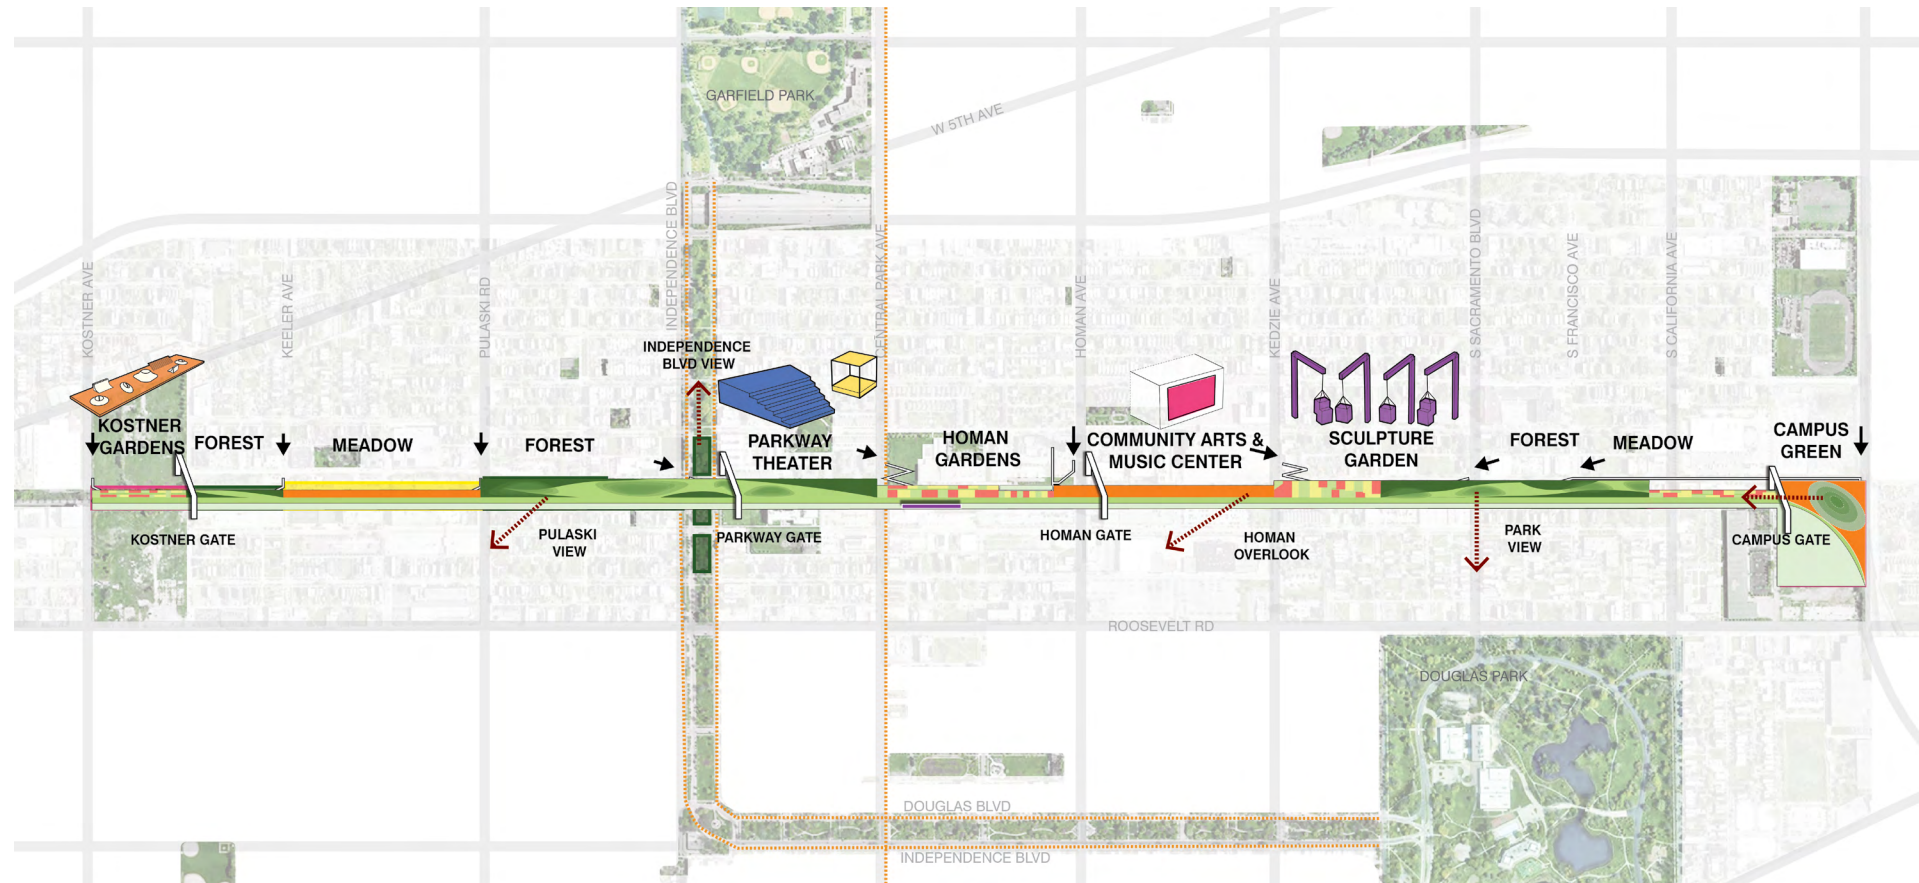 GARFIELD PARK
W 5TH AVE
KOSTNER AVE
KEELER AVE
PULASKI RD
INDEPENDENCE BLVD
CENTRAL PARK AVE
HOMAN AVE
KEDZIE AVE
S SACRAMENTO BLVD
S FRANCISCO AVE
S CALIFORNIA AVE
INDEPENDENCE
BLVD VIEW
KOSTNER
GARDENS
FOREST
MEADOW
FOREST
PARKWAY
THEATER
HOMAN
GARDENS
COMMUNITY ARTS &
MUSIC CENTER
SCULPTURE
GARDEN
FOREST
MEADOW
CAMPUS
GREEN
KOSTNER GATE
PULASKI
VIEW
PARKWAY GATE
HOMAN GATE
HOMAN
OVERLOOK
PARK
VIEW
CAMPUS GATE
ROOSEVELT RD
DOUGLAS PARK
DOUGLAS BLVD
INDEPENDENCE BLVD